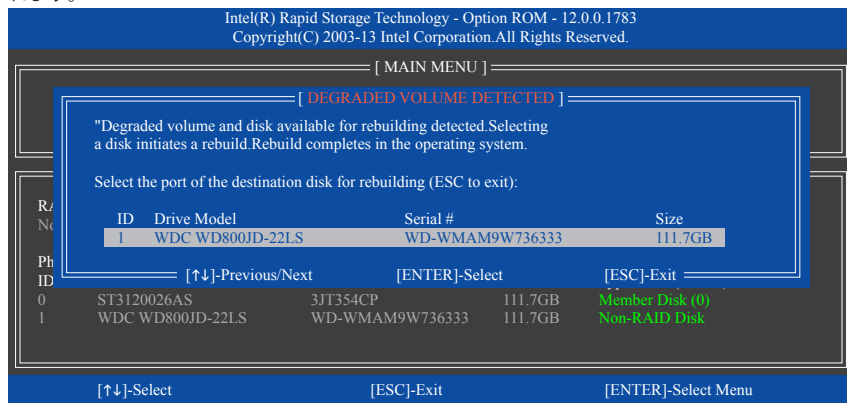 Intel(R) Rapid Storage Technology - Option ROM - 12.0.0.1783
Copyright(C) 2003-13 Intel Corporation.All Rights Reserved.
[ MAIN MENU ]
[ DEGRADED VOLUME DETECTED ]
"Degraded volume and disk available for rebuilding detected.Selecting
a disk initiates a rebuild.Rebuild completes in the operating system.
Select the port of the destination disk for rebuilding (ESC to exit):
ID Drive Model Serial # Size
1 WDC WD800JD-22LS WD-WMAM9W736333 111.7GB
[↑↓]-Previous/Next [ENTER]-Select [ESC]-Exit
ID
0 ST3120026AS 3JT354CP 111.7GB Member Disk (0)
1 WDC WD800JD-22LS WD-WMAM9W736333 111.7GB Non-RAID Disk
[↑↓]-Select [ESC]-Exit [ENTER]-Select Menu